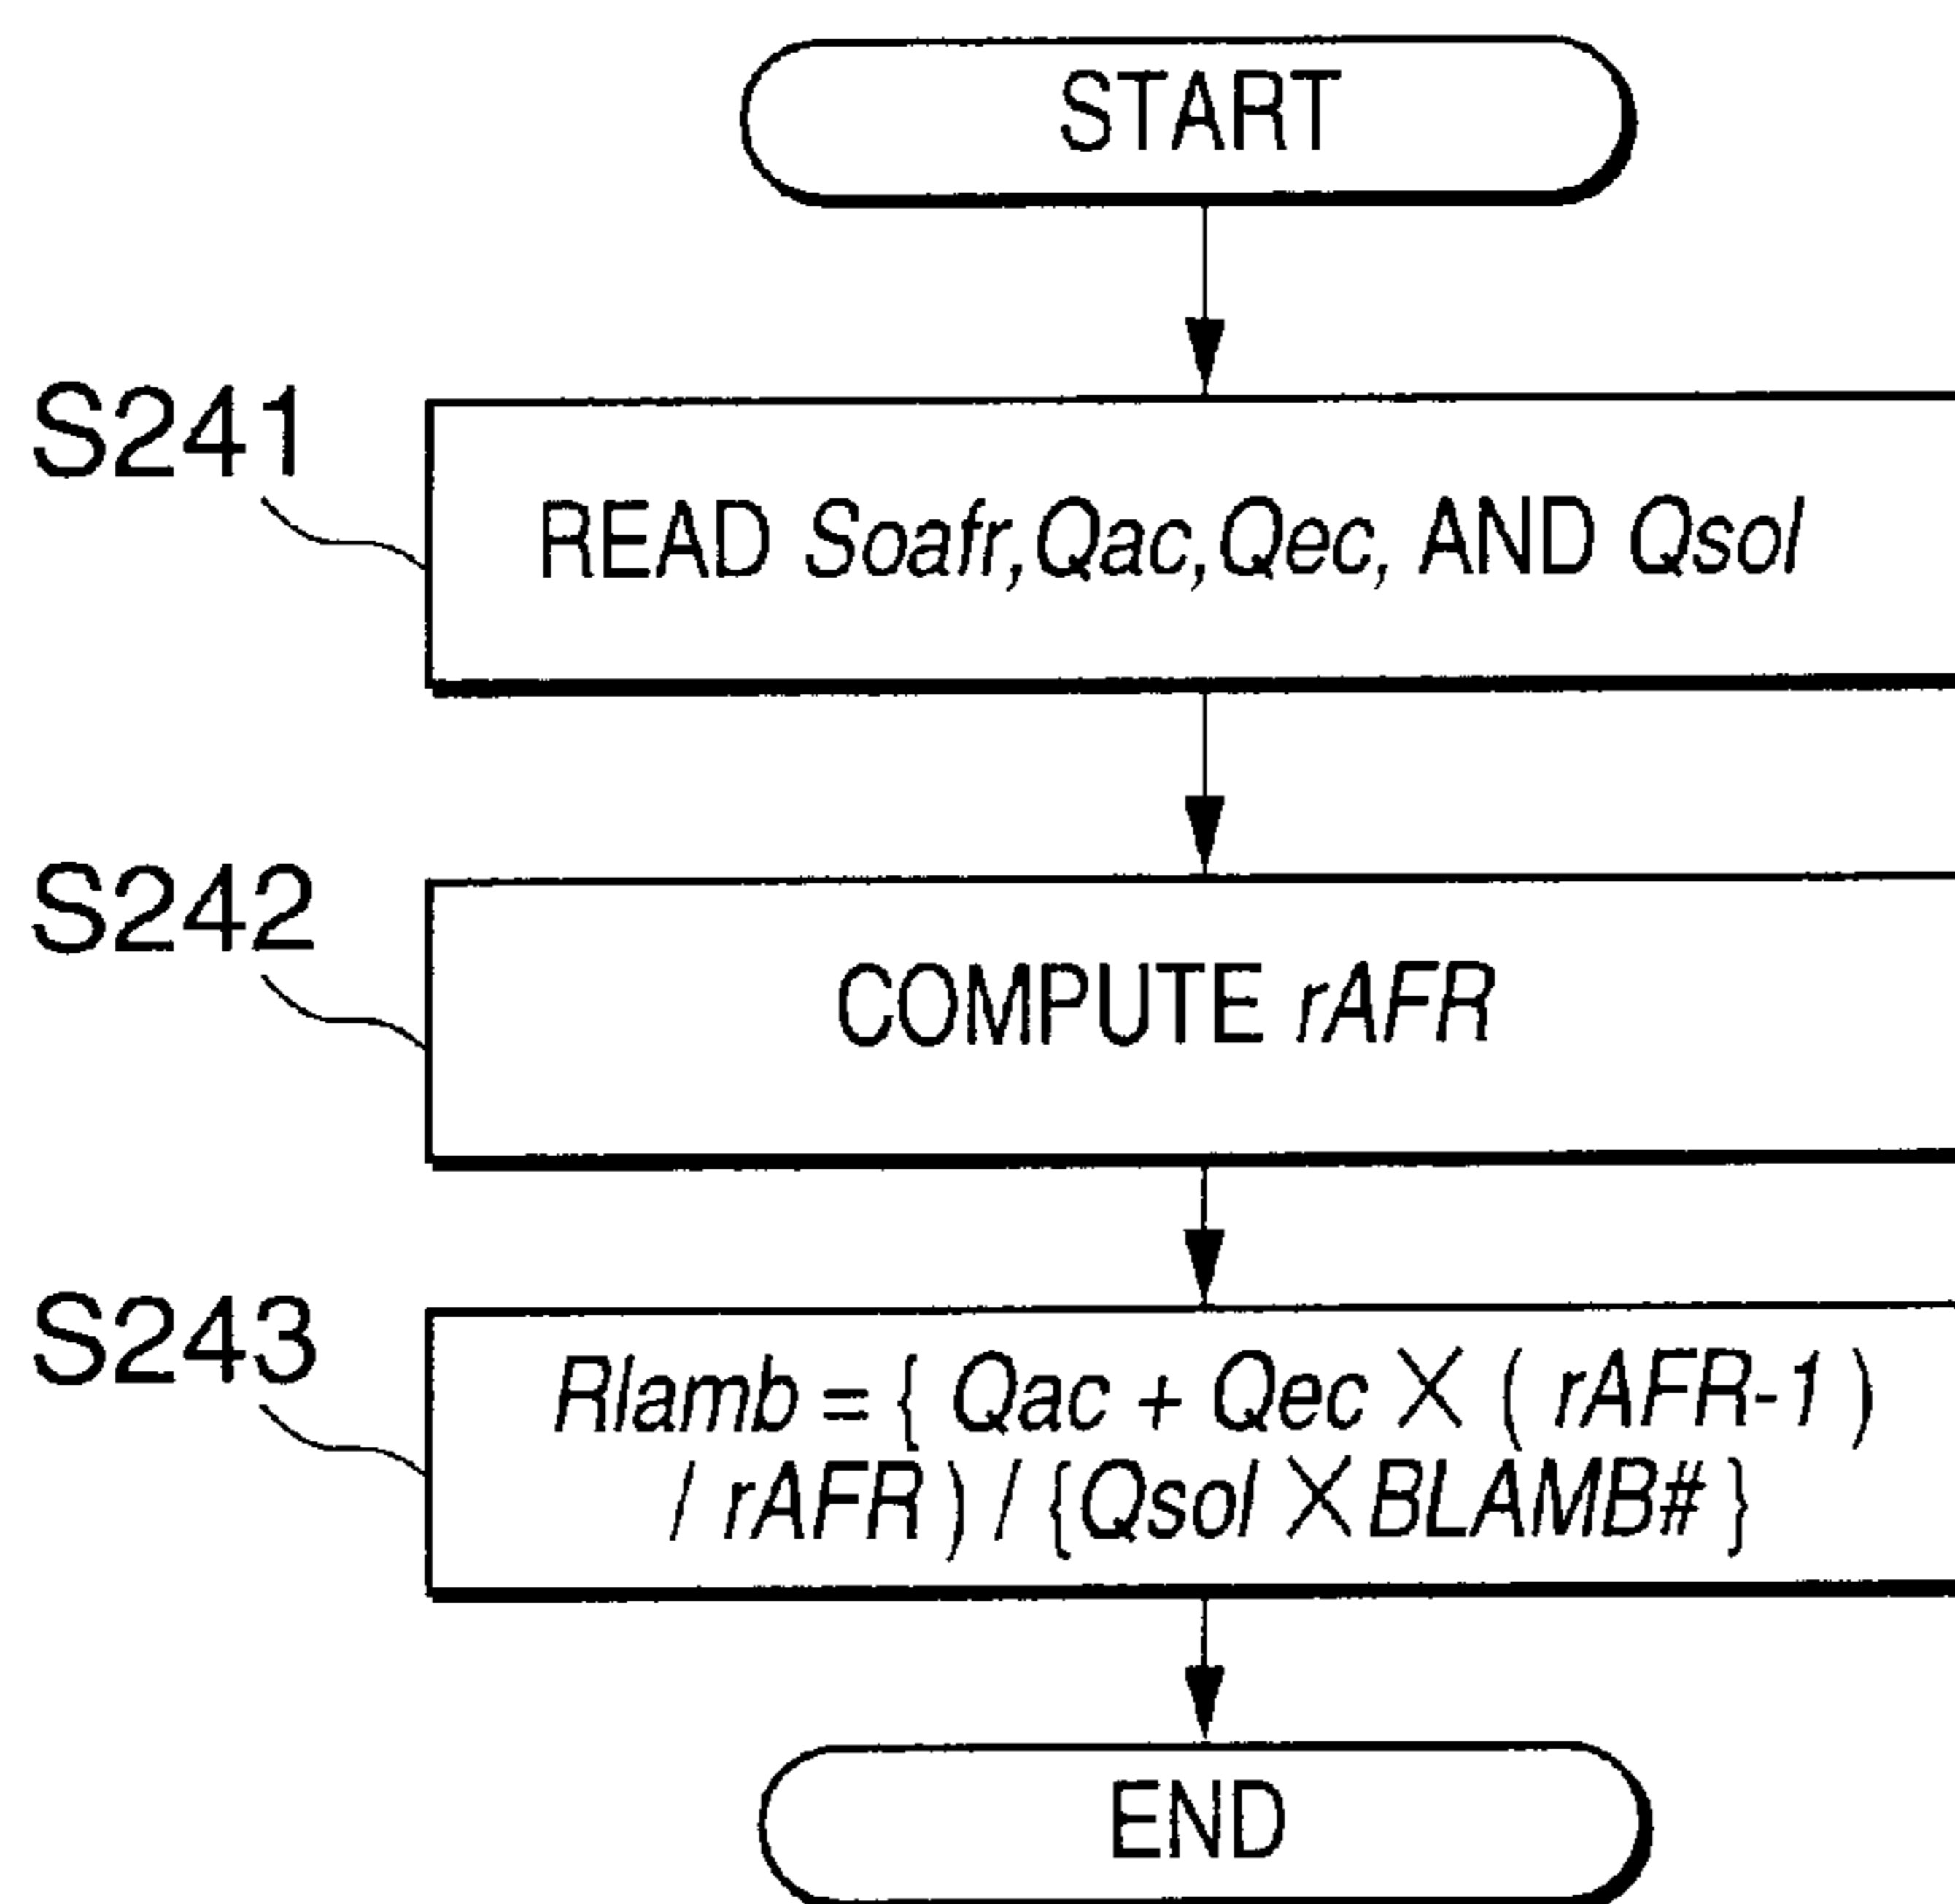 START
S241
READ Soafr,Qac,Qec, AND Qsol
S242
COMPUTE rAFR
S243
Rlamb = { Qac + Qec × ( rAFR-1 )
/ rAFR ) / {Qsol × BLAMB# }
END